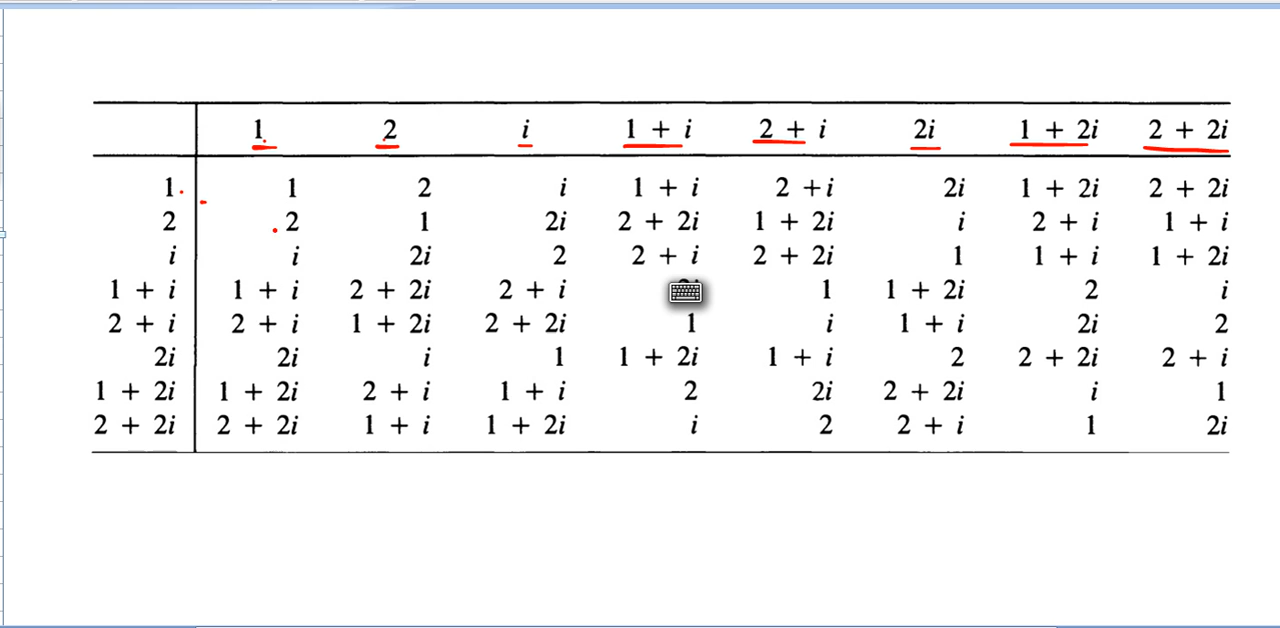 1 2 i 1 + i 2 + i 2i 1 + 2i 2 + 2i
1 1 2 i 1 + i 2 +i 2i 1 + 2i 2 + 2i
2 2 1 2i 2 + 2i 1 + 2i i 2 + i 1 + i
i i 2i 2 2 + i 2 + 2i 1 1 + i 1 + 2i
1 + i 1 + i 2 + 2i 2 + i 1 1 + 2i 2 i
2 + i 2 + i 1 + 2i 2 + 2i 1 i 1 + i 2i 2
2i 2i i 1 1 + 2i 1 + i 2 2 + 2i 2 + i
1 + 2i 1 + 2i 2 + i 1 + i 2 2i 2 + 2i i 1
2 + 2i 2 + 2i 1 + i 1 + 2i i 2 2 + i 1 2i